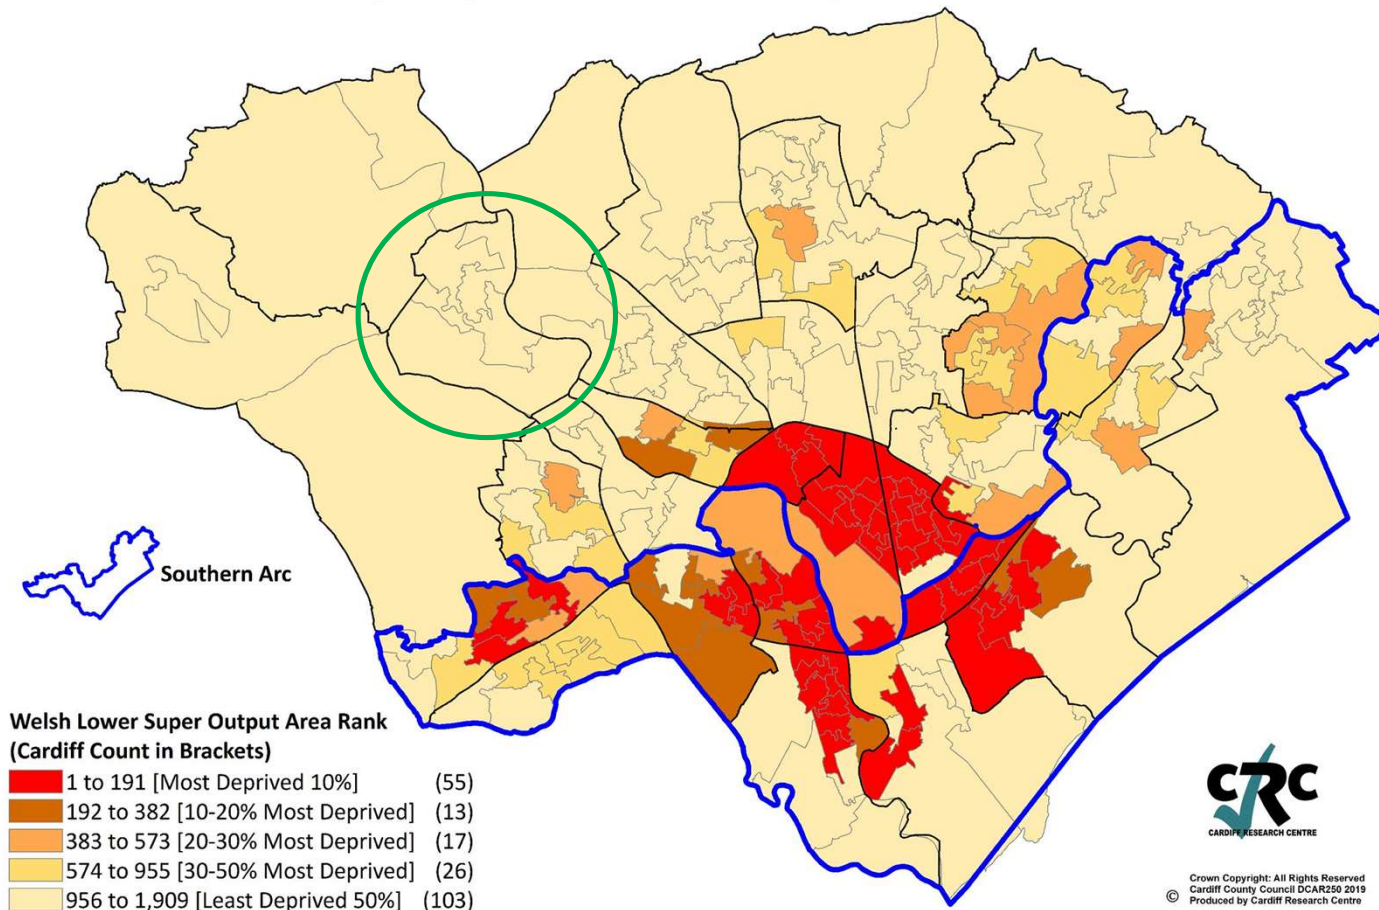 Southern Arc
Welsh Lower Super Output Area Rank
(Cardiff Count in Brackets)
1 to 191 [Most Deprived 10%] (55)
192 to 382 [10-20% Most Deprived] (13)
383 to 573 [20-30% Most Deprived] (17)
574 to 955 [30-50% Most Deprived] (26)
956 to 1,909 [Least Deprived 50%] (103)
CRC
CARDIFF RESEARCH CENTRE
Crown Copyright: All Rights Reserved
Cardiff County Council DCAR250 2019
© Produced by Cardiff Research Centre